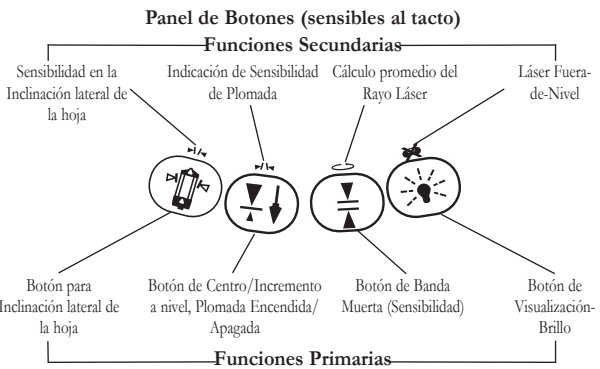 Panel de Botones (sensibles al tacto)
Funciones Secundarias
Sensibilidad en la
Inclinación lateral de
la hoja
Indicación de Sensibilidad
de Plomada
Cálculo promedio del
Rayo Láser
Láser Fuera-
de-Nivel
Botón para
Inclinación lateral de
la hoja
Botón de Centro/Incremento
a nivel, Plomada Encendida/
Apagada
Botón de Banda
Muerta (Sensibilidad)
Botón de
Visualización-
Brillo
Funciones Primarias